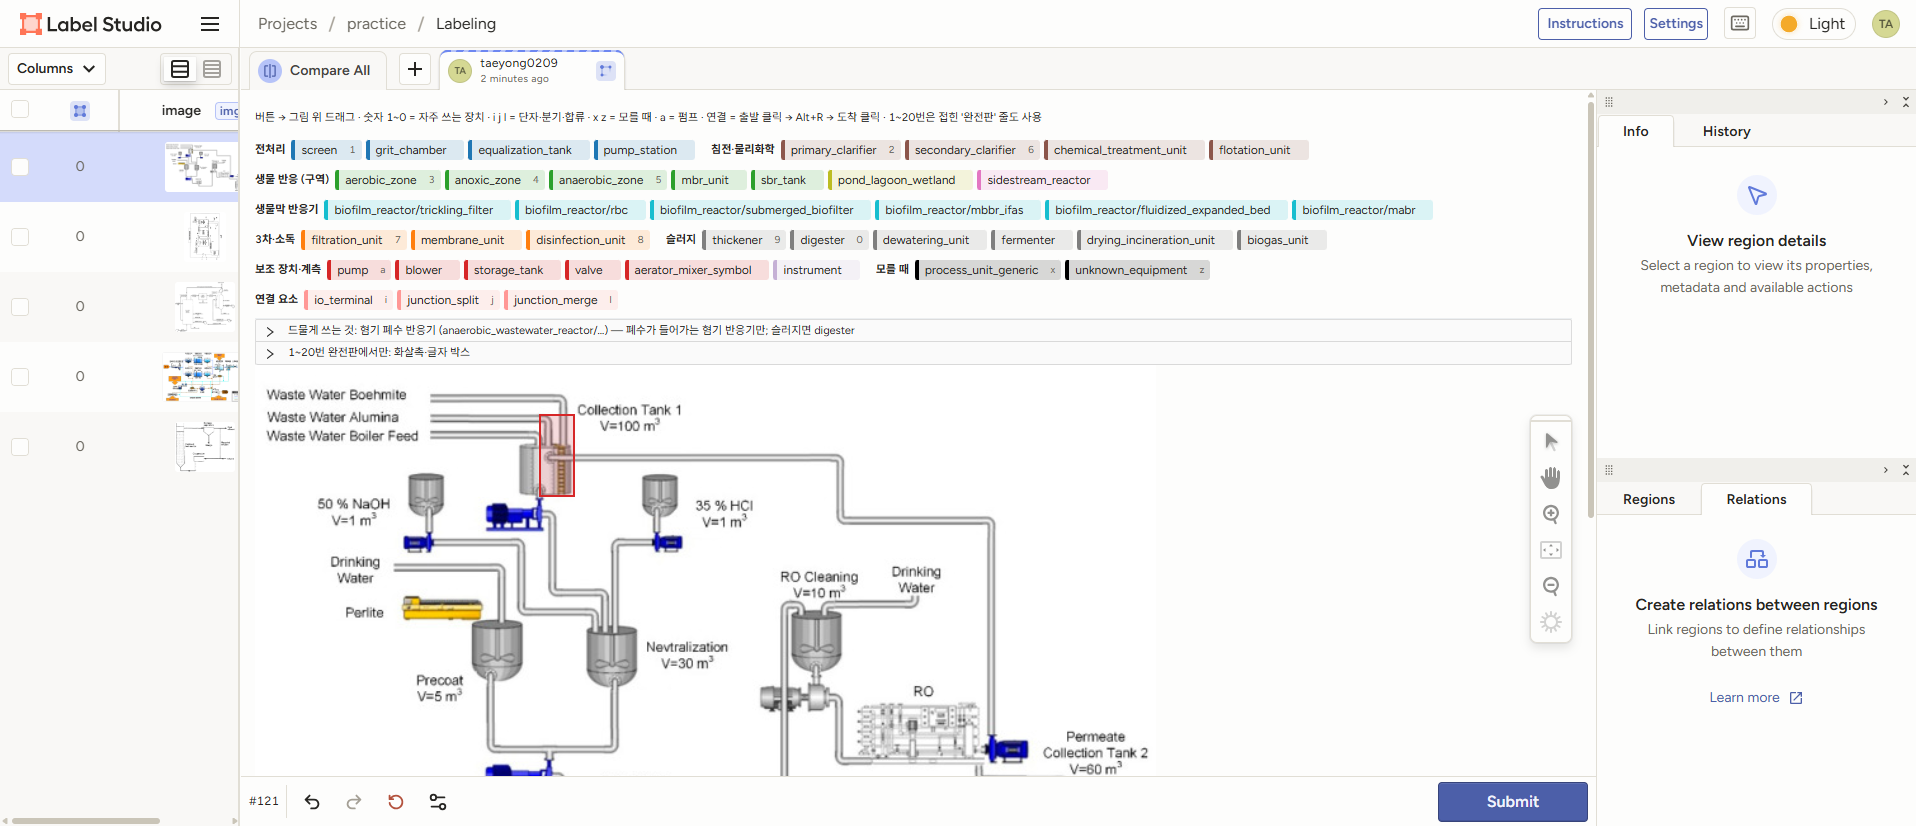 Label Studio
Projects / practice / Labeling
Instructions
Settings
Light
TA
Columns
Compare All
+
TA
taeyong0209
2 minutes ago
image
img
0
0
0
0
0
버튼 → 그림 위 드래그 · 숫자 1~0 = 자주 쓰는 장치 · i j l = 단자·분기·합류 · x z = 모를 때 · a = 펌프 · 연결 = 출발 클릭 → Alt+R → 도착 클릭 · 1~20번은 접힌 '완전판' 줄도 사용
전처리 screen 1 grit_chamber equalization_tank pump_station 침전·물리화학 primary_clarifier 2 secondary_clarifier 6 chemical_treatment_unit flotation_unit
생물 반응 (구역) aerobic_zone 3 anoxic_zone 4 anaerobic_zone 5 mbr_unit sbr_tank pond_lagoon_wetland sidestream_reactor
생물막 반응기 biofilm_reactor/trickling_filter biofilm_reactor/rbc biofilm_reactor/submerged_biofilter biofilm_reactor/mbbr_ifas biofilm_reactor/fluidized_expanded_bed biofilm_reactor/mabr
3차·소독 filtration_unit 7 membrane_unit disinfection_unit 8 슬러지 thickener 9 digester 0 dewatering_unit fermenter drying_incineration_unit biogas_unit
보조 장치·계측 pump a blower storage_tank valve aerator_mixer_symbol instrument 모를 때 process_unit_generic x unknown_equipment z
연결 요소 io_terminal i junction_split j junction_merge l
드물게 쓰는 것: 혐기 폐수 반응기 (anaerobic_wastewater_reactor/…) — 폐수가 들어가는 혐기 반응기만; 슬러지면 digester
1~20번 완전판에서만: 화살촉·글자 박스
Waste Water Boehmite
Waste Water Alumina
Waste Water Boiler Feed
Collection Tank 1
V=100 m³
50 % NaOH
V=1 m³
35 % HCl
V=1 m³
Drinking
Water
Perlite
Precoat
V=5 m³
Nevtralization
V=30 m³
RO Cleaning
V=10 m³
Drinking
Water
RO
Permeate
Collection Tank 2
V=60 m³
Info
History
View region details
Select a region to view its properties,
metadata and available actions
Regions
Relations
Create relations between regions
Link regions to define relationships
between them
Learn more
#121
Submit